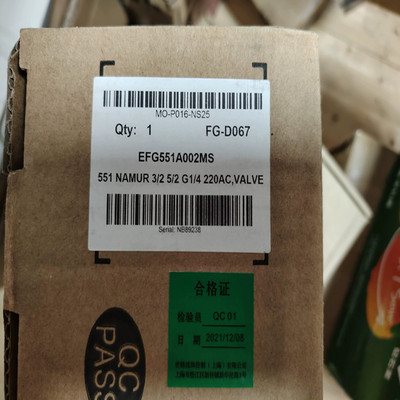 MO-P016-NS25
Qty: 1 FG-D067
EFG551A002MS
551 NAMUR 3/2 5/2 G1/4 220AC,VALVE
Serial: NB89238
合格证
检验员 QC 01
日期 2021/12/08
QC
PASS